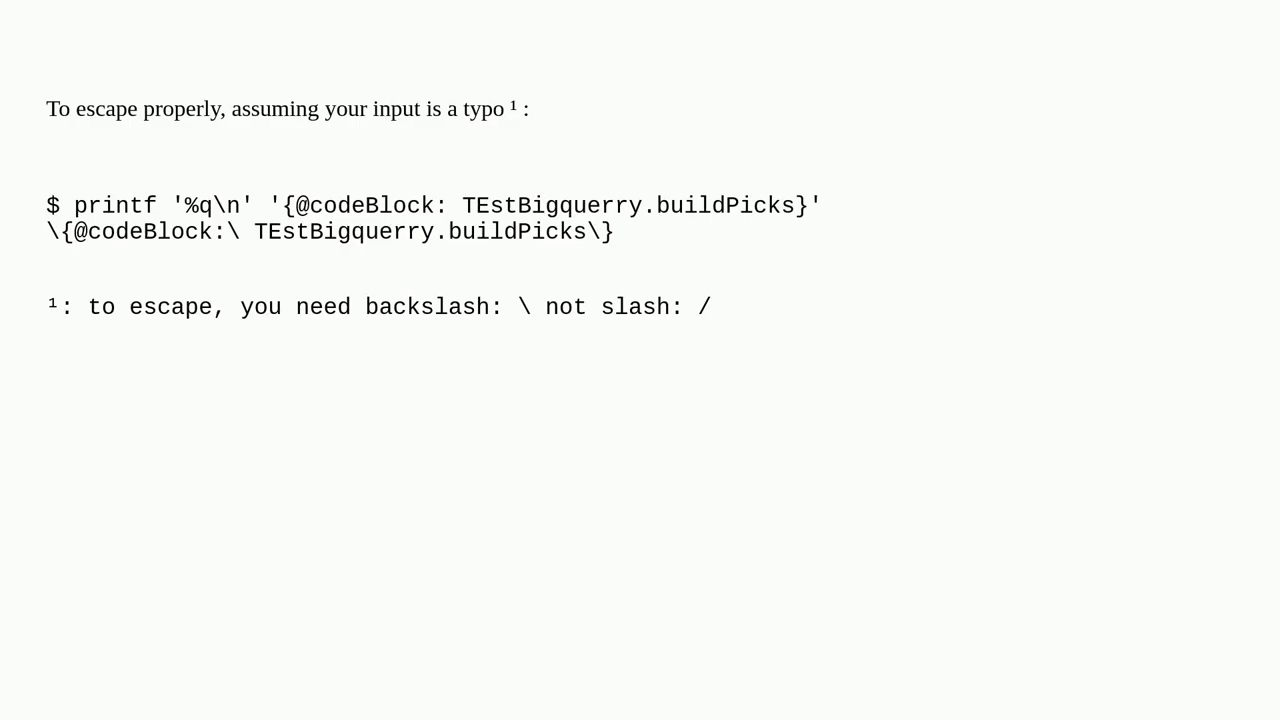 To escape properly, assuming your input is a typo ¹ :
$ printf '%q\n' '{@codeBlock: TEstBigquerry.buildPicks}'
\{@codeBlock:\ TEstBigquerry.buildPicks\}
¹: to escape, you need backslash: \ not slash: /